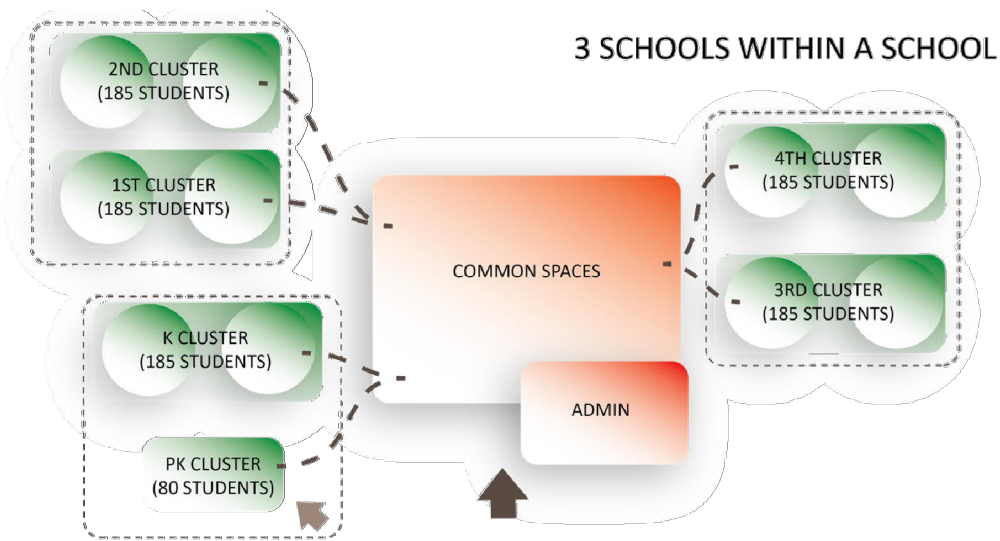 3 SCHOOLS WITHIN A SCHOOL
2ND CLUSTER
(185 STUDENTS)
1ST CLUSTER
(185 STUDENTS)
K CLUSTER
(185 STUDENTS)
PK CLUSTER
(80 STUDENTS)
COMMON SPACES
ADMIN
4TH CLUSTER
(185 STUDENTS)
3RD CLUSTER
(185 STUDENTS)